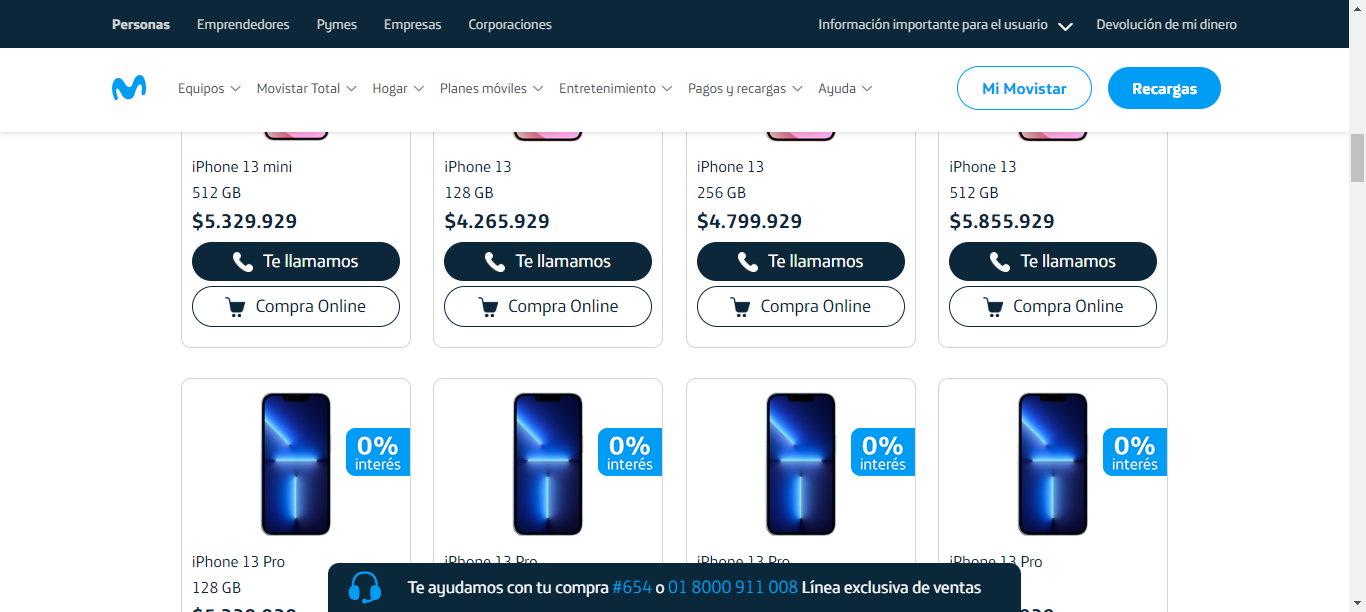 Personas Emprendedores Pymes Empresas Corporaciones Información importante para el usuario Devolución de mi dinero
Equipos Movistar Total Hogar Planes móviles Entretenimiento Pagos y recargas Ayuda Mi Movistar Recargas
iPhone 13 mini iPhone 13 iPhone 13 iPhone 13
512 GB 128 GB 256 GB 512 GB
$5.329.929 $4.265.929 $4.799.929 $5.855.929
Te llamamos Te llamamos Te llamamos Te llamamos
Compra Online Compra Online Compra Online Compra Online
0% 0% 0% 0%
interés interés interés interés
iPhone 13 Pro iPhone 13 Pro iPhone 13 Pro iPhone 13 Pro
128 GB
Te ayudamos con tu compra #654 o 01 8000 911 008 Línea exclusiva de ventas